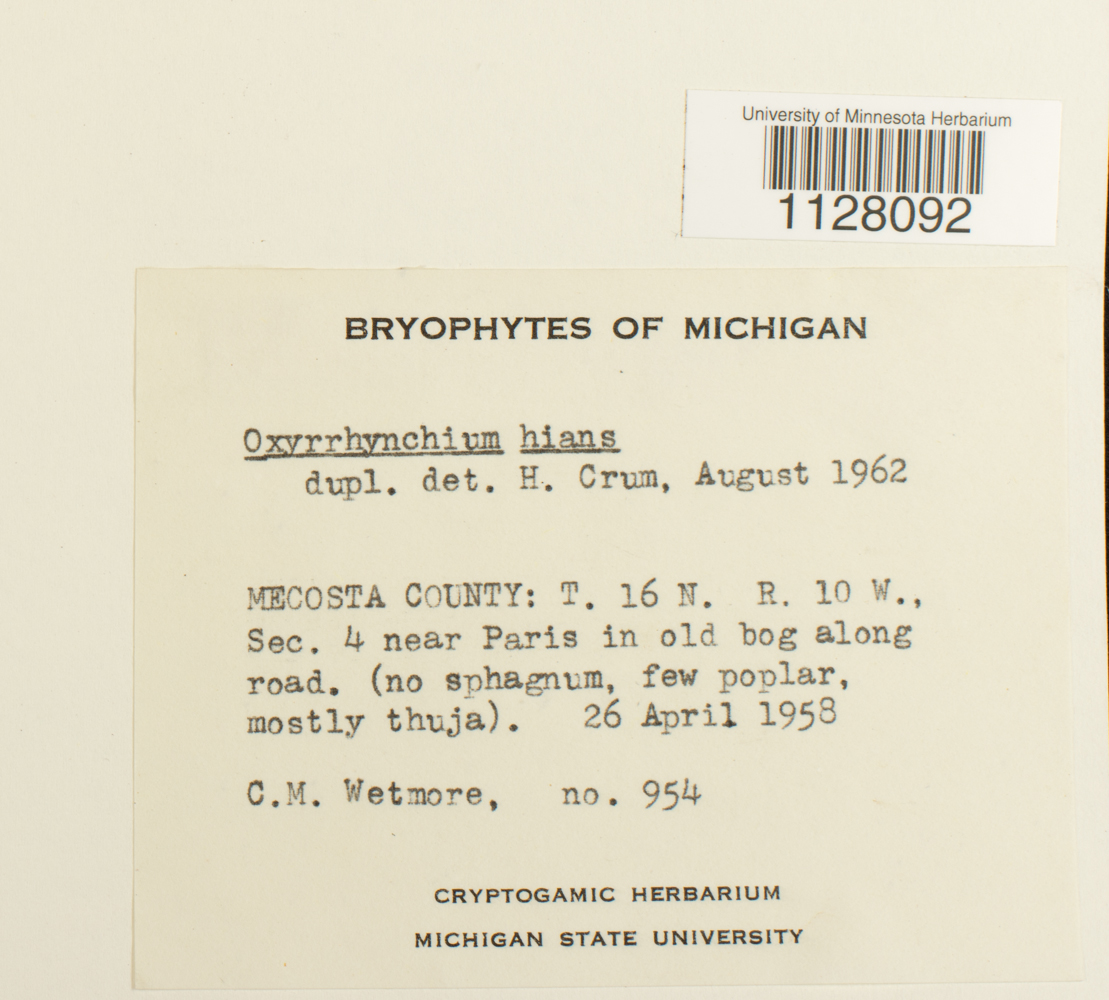 University of Minnesota Herbarium
1128092
BRYOPHYTES OF MICHIGAN
Oxyrrhynchium hians
dupl. det. H. Crum, August 1962
MECOSTA COUNTY: T. 16 N. R. 10 W.,
Sec. 4 near Paris in old bog along
road. (no sphagnum, few poplar,
mostly thuja). 26 April 1958
C.M. Wetmore, no. 954
CRYPTOGAMIC HERBARIUM
MICHIGAN STATE UNIVERSITY